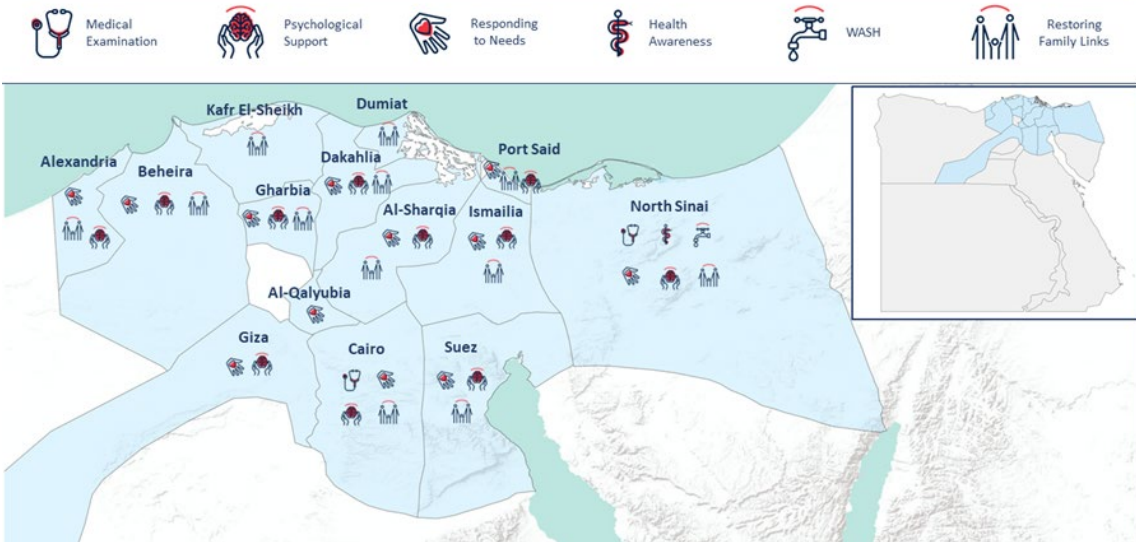 Medical
Examination
Psychological
Support
Responding
to Needs
Health
Awareness
WASH
Restoring
Family Links
Kafr El-Sheikh
Dumiat
Alexandria
Beheira
Dakahlia
Port Said
Gharbia
Al-Sharqia
Ismailia
North Sinai
Al-Qalyubia
Giza
Cairo
Suez